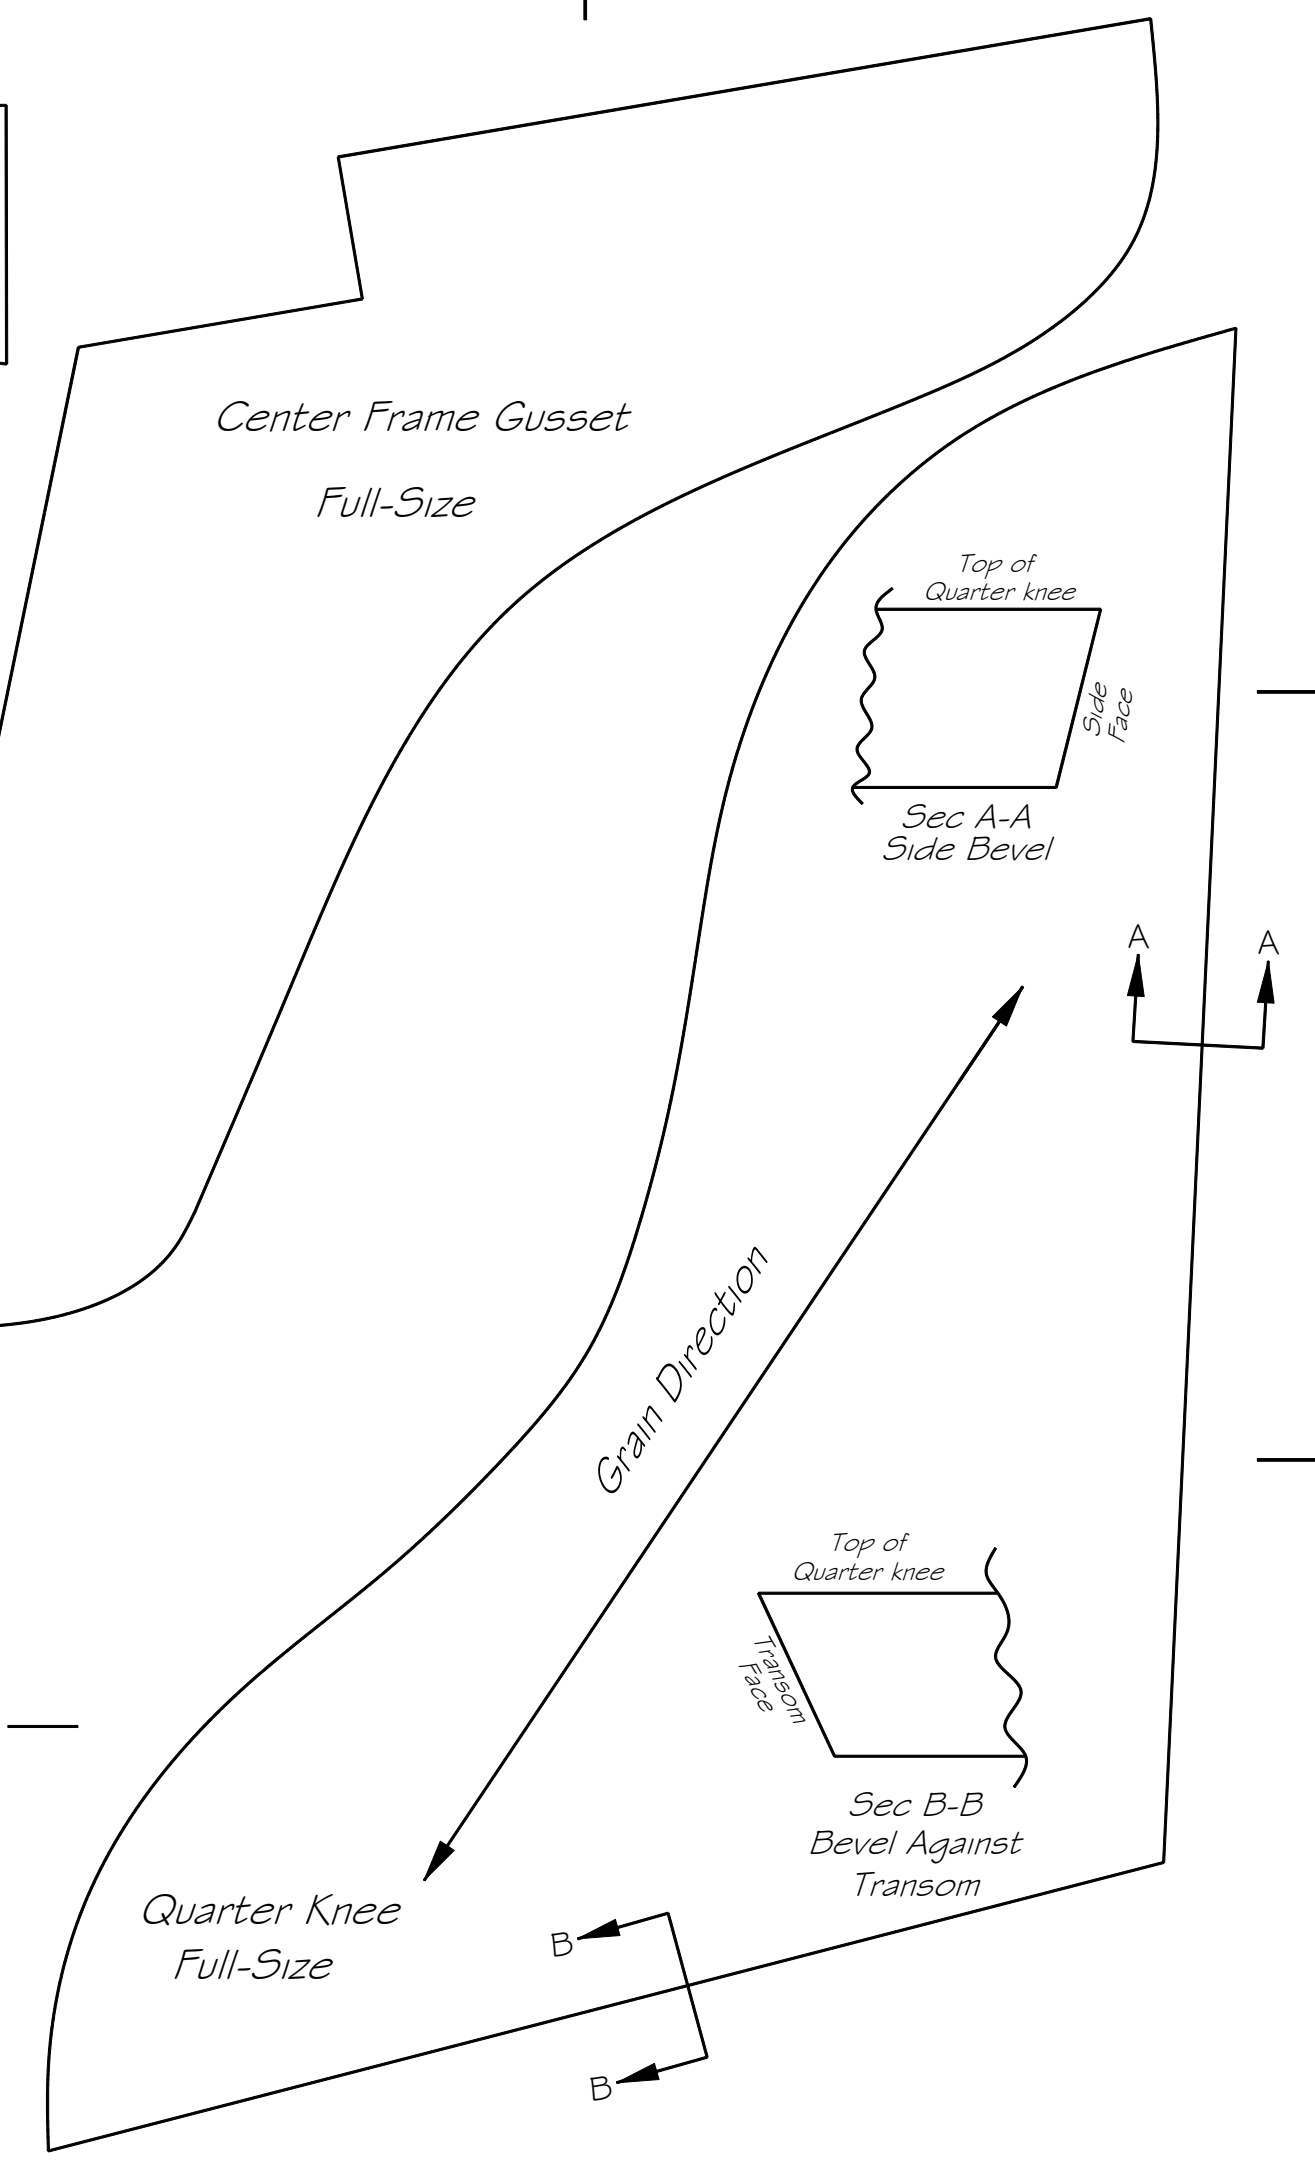 Center Frame Gusset
Full-Size
Top of
Quarter knee
Side
Face
Sec A-A
Side Bevel
A
A
Grain Direction
Top of
Quarter knee
Transom
Face
Sec B-B
Bevel Against
Transom
Quarter Knee
Full-Size
B
B